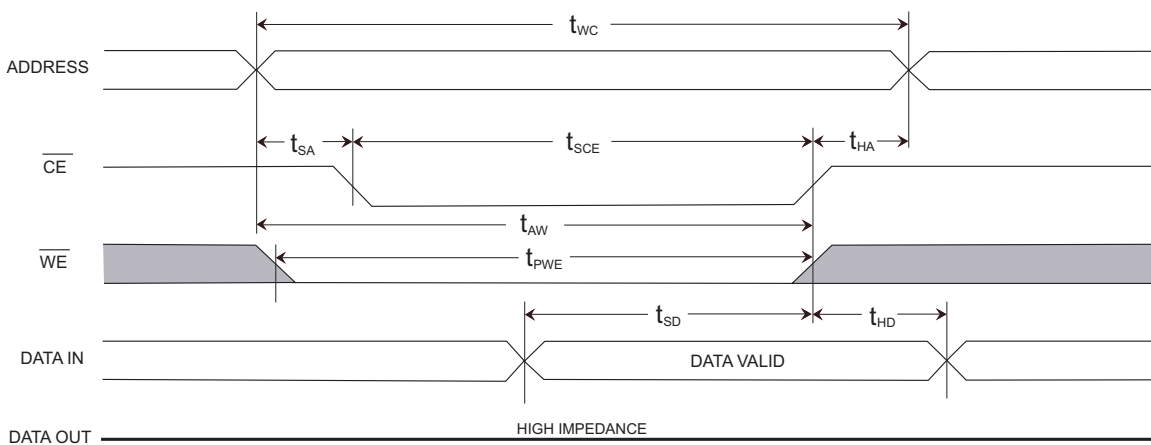 tWC
ADDRESS
tSA
tSCE
tHA
CE
tAW
WE
tPWE
tSD
tHD
DATA IN
DATA VALID
DATA OUT
HIGH IMPEDANCE